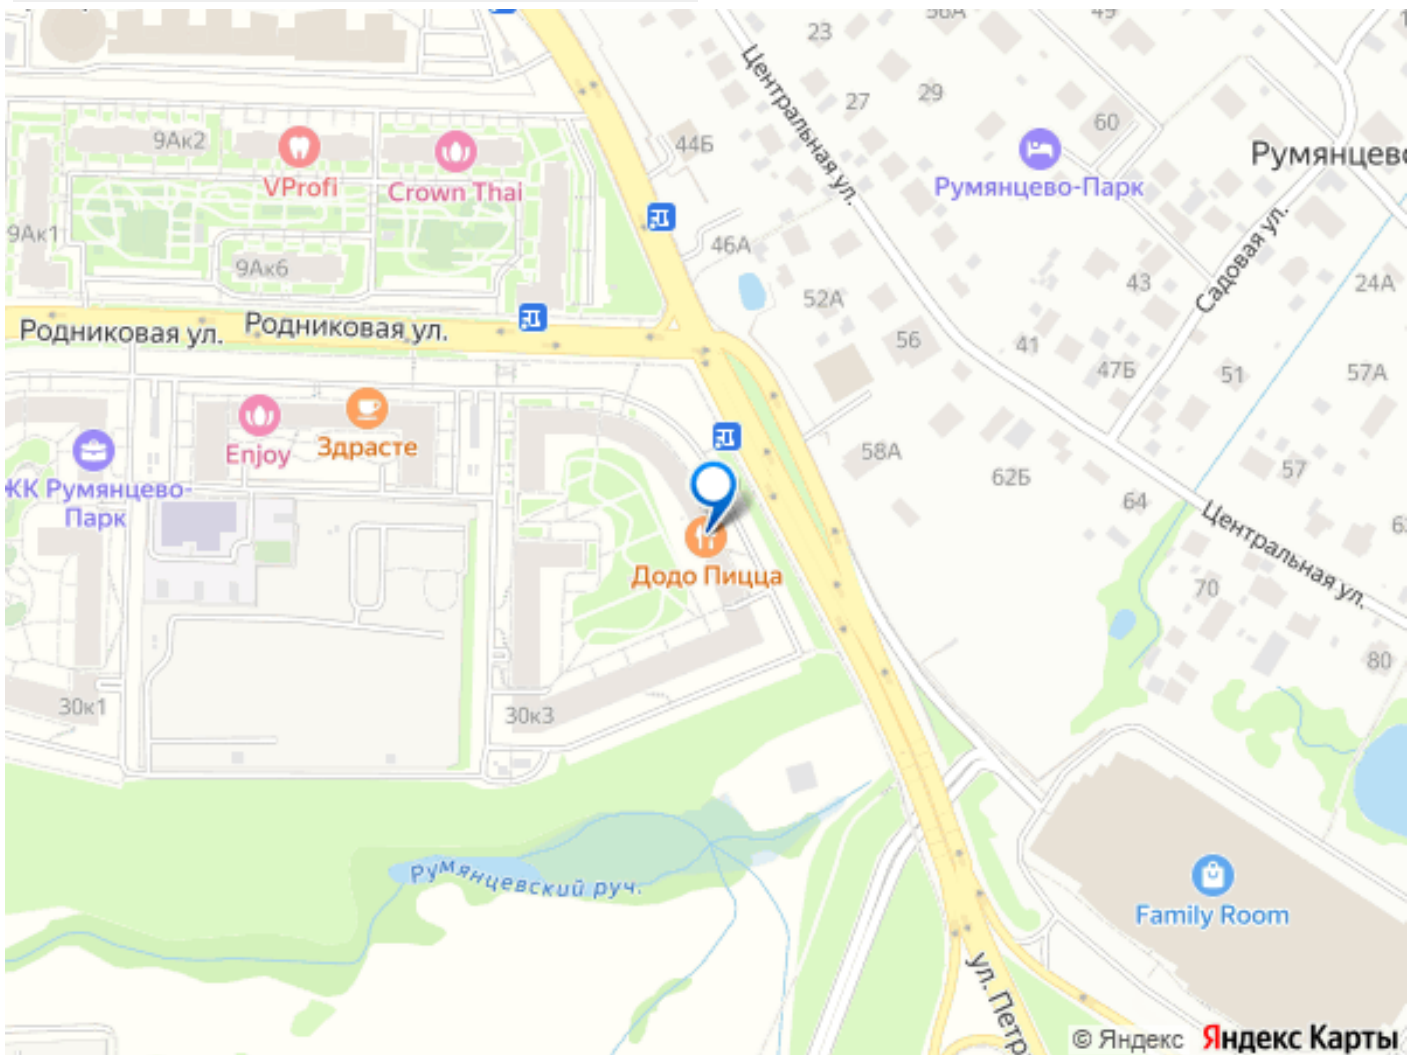 56А
49
23
Центральная ул.
27
29
60
9Ак2
VProfi
Crown Thai
44Б
Румянцево-Парк
Румянцево
Садовая ул.
9Ак1
9Ак6
46А
52А
43
24А
Родниковая ул.
Родниковая ул.
56
41
47Б
51
57А
Enjoy
Здрасте
58А
62Б
57
64
ЖК Румянцево-
Парк
Додо Пицца
Центральная ул.
70
80
30к1
30к3
Румянцевский руч.
Family Room
ул. Петр
© Яндекс Яндекс Карты